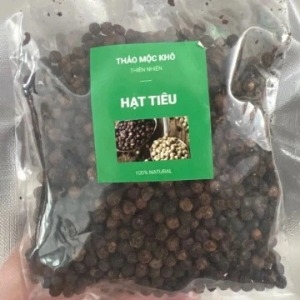 THẢO MỘC KHÔ
THIÊN NHIÊN
HẠT TIÊU
100% NATURAL